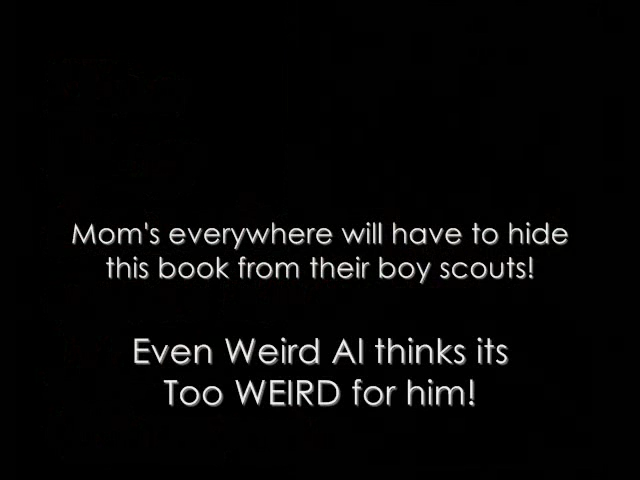 Mom's everywhere will have to hide
this book from their boy scouts!
Even Weird Al thinks its
Too WEIRD for him!